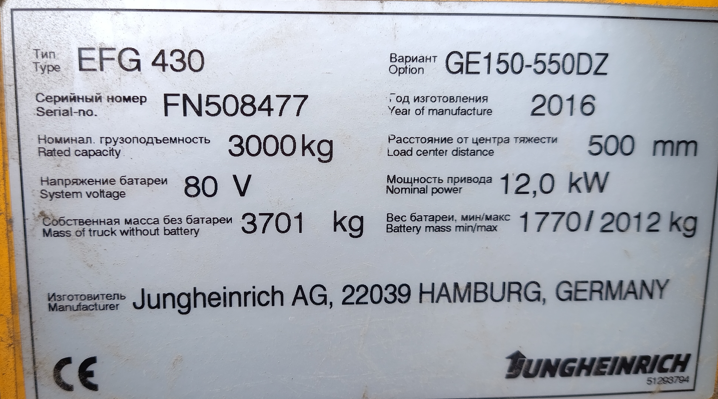 Тип EFG 430 Вариант GE150-550DZ
Type Option
Серийный номер FN508477 Год изготовления 2016
Serial-no. Year of manufacture
Номинал. грузоподъемность 3000kg Расстояние от центра тяжести 500 mm
Rated capacity Load center distance
Напряжение батареи 80 V Мощность привода 12,0 kW
System voltage Nominal power
Собственная масса без батареи 3701 kg Вес батареи, мин/макс 1770/2012 kg
Mass of truck without battery Battery mass min/max
Изготовитель Jungheinrich AG, 22039 HAMBURG, GERMANY
Manufacturer
CE JUNGHEINRICH
51293794